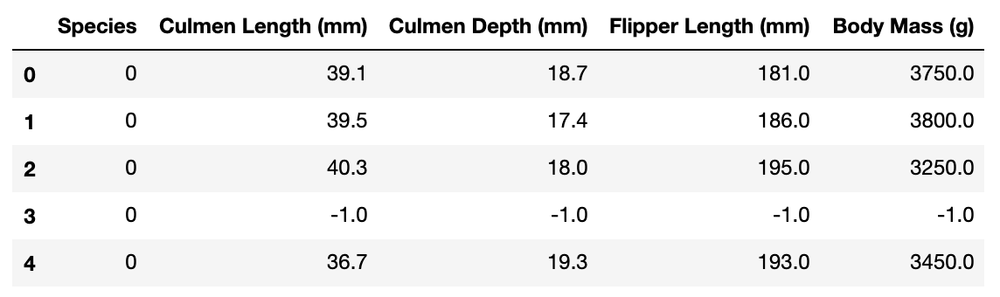 Species Culmen Length (mm) Culmen Depth (mm) Flipper Length (mm) Body Mass (g)
0 0 39.1 18.7 181.0 3750.0
1 0 39.5 17.4 186.0 3800.0
2 0 40.3 18.0 195.0 3250.0
3 0 -1.0 -1.0 -1.0 -1.0
4 0 36.7 19.3 193.0 3450.0